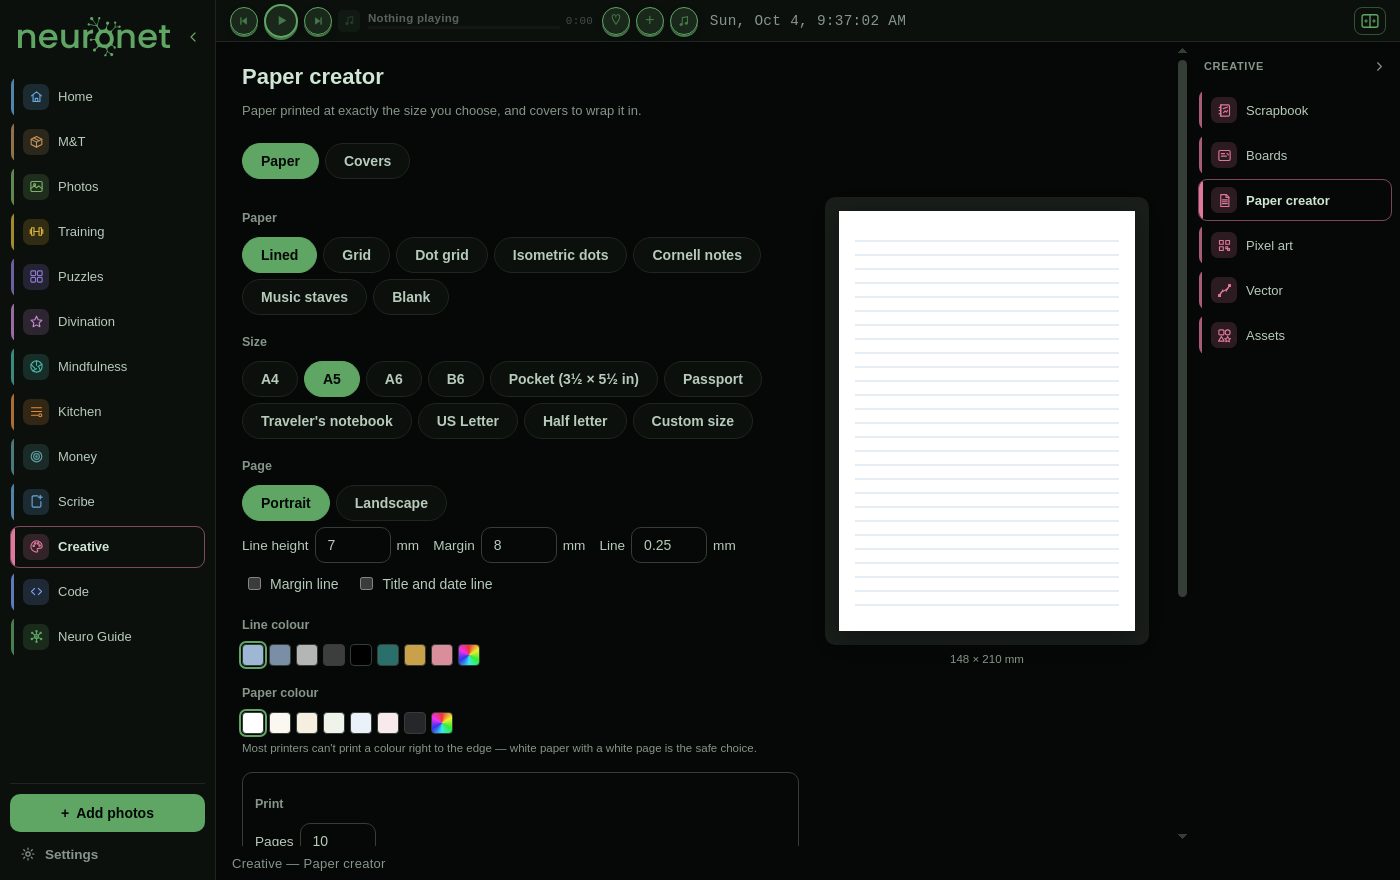 neuronet
Home
M&T
Photos
Training
Puzzles
Divination
Mindfulness
Kitchen
Money
Scribe
Creative
Code
Neuro Guide
+ Add photos
Settings
Nothing playing
0:00
Sun, Oct 4, 9:37:02 AM
Paper creator
Paper printed at exactly the size you choose, and covers to wrap it in.
Paper Covers
Paper
Lined Grid Dot grid Isometric dots Cornell notes
Music staves Blank
Size
A4 A5 A6 B6 Pocket (3½ × 5½ in) Passport
Traveler's notebook US Letter Half letter Custom size
Page
Portrait Landscape
Line height 7 mm Margin 8 mm Line 0.25 mm
Margin line Title and date line
Line colour
Paper colour
Most printers can't print a colour right to the edge — white paper with a white page is the safe choice.
Print
Pages 10
148 × 210 mm
Creative — Paper creator
CREATIVE
Scrapbook
Boards
Paper creator
Pixel art
Vector
Assets